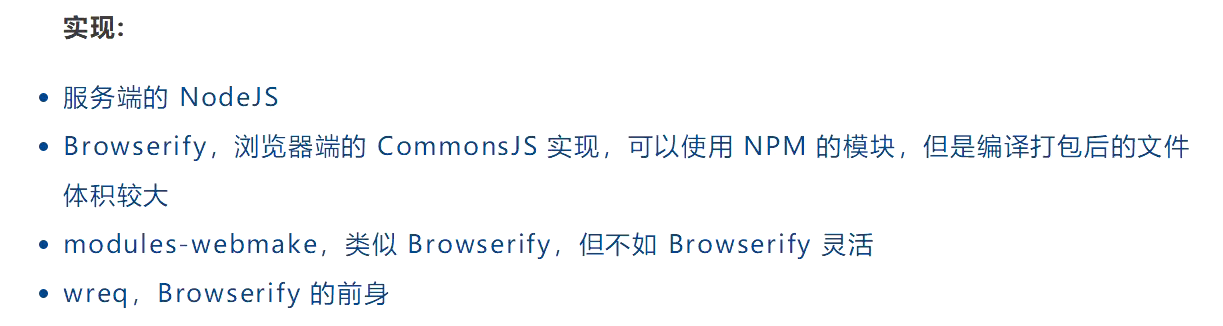 实现:
服务端的 NodeJS
Browserify，浏览器端的 CommonsJS 实现，可以使用 NPM 的模块，但是编译打包后的文件
体积较大
modules-webmake，类似 Browserify，但不如 Browserify 灵活
wreq，Browserify 的前身